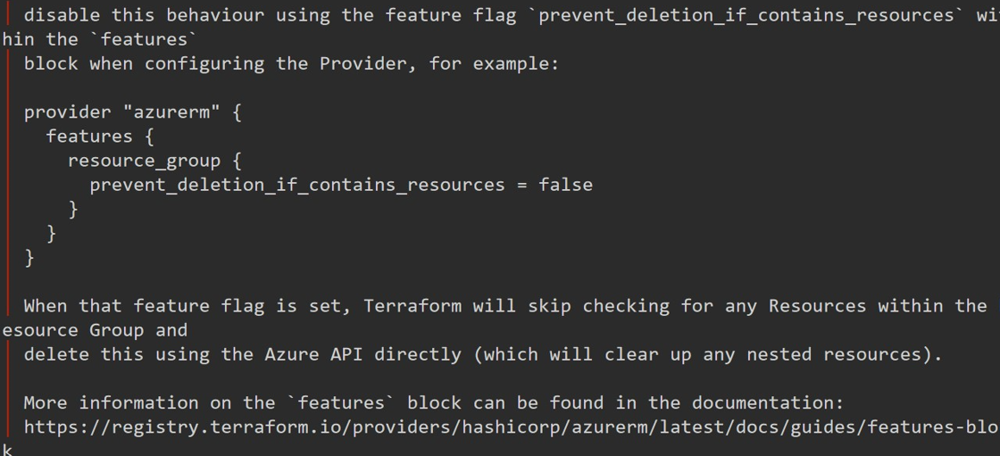 disable this behaviour using the feature flag `prevent_deletion_if_contains_resources` wi
hin the `features`
block when configuring the Provider, for example:
provider "azurerm" {
features {
resource_group {
prevent_deletion_if_contains_resources = false
}
}
}
When that feature flag is set, Terraform will skip checking for any Resources within the
esource Group and
delete this using the Azure API directly (which will clear up any nested resources).
More information on the `features` block can be found in the documentation:
https://registry.terraform.io/providers/hashicorp/azurerm/latest/docs/guides/features-blo
k